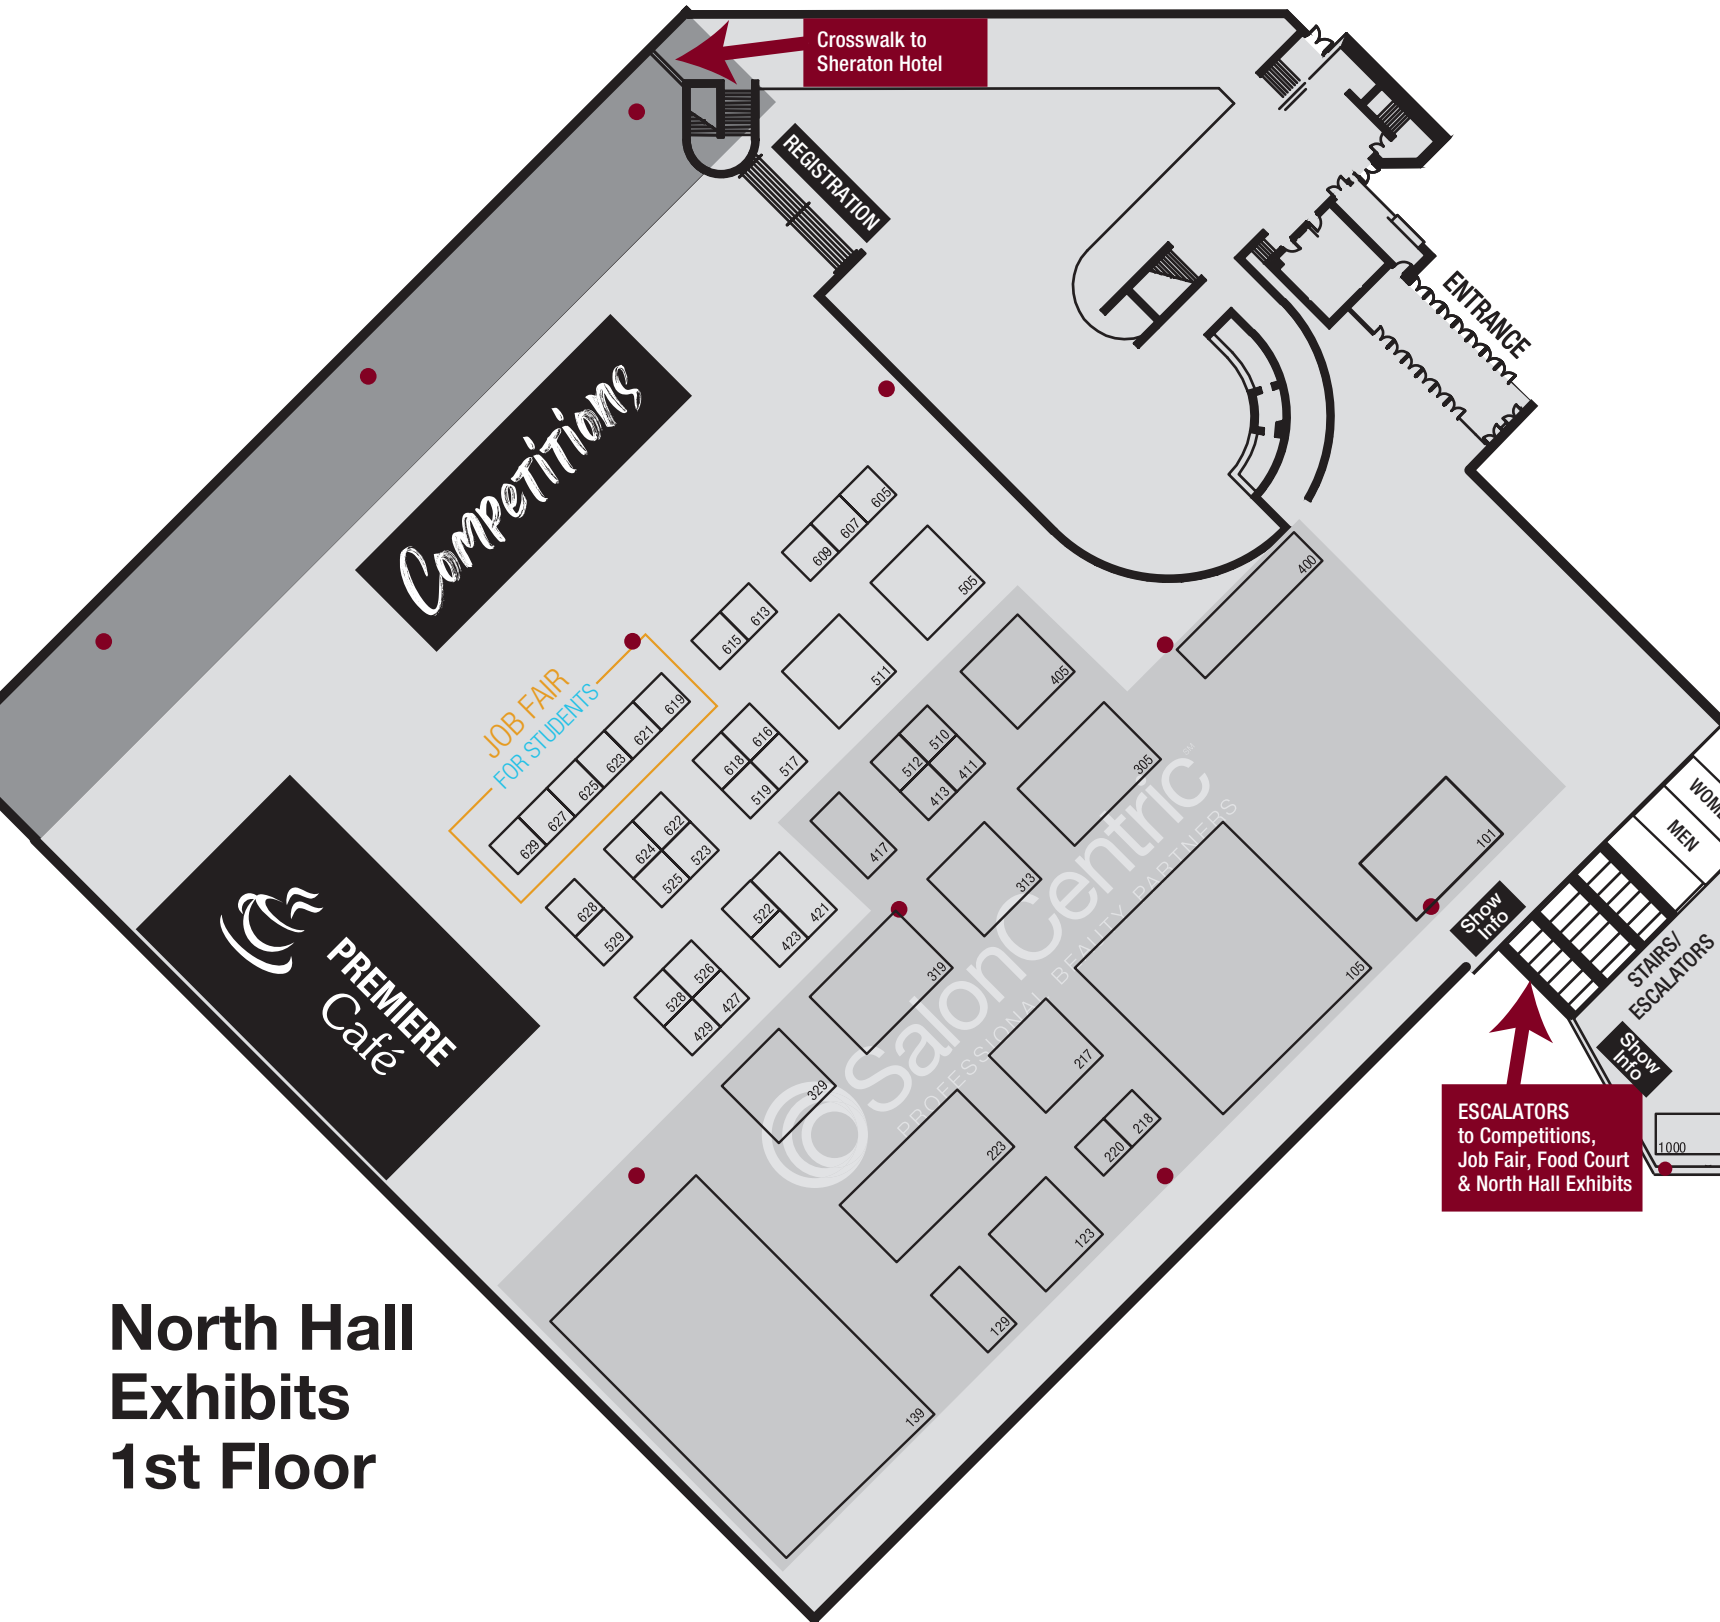 Crosswalk to
Sheraton Hotel
REGISTRATION
ENTRANCE
Competitions
605
607
609
613
615
505
511
400
405
JOB FAIR
FOR STUDENTS
619
621
623
625
627
629
616
618
517
519
510
512
411
413
305
622
624
523
525
417
313
101
628
529
522
421
423
319
105
526
528
427
429
329
217
218
220
223
123
129
139
SalonCentric℠
PROFESSIONAL BEAUTY PARTNERS
PREMIERE
Café
MEN
Show
Info
STAIRS/
ESCALATORS
Show
Info
ESCALATORS
to Competitions,
Job Fair, Food Court
& North Hall Exhibits
1000
North Hall
Exhibits
1st Floor